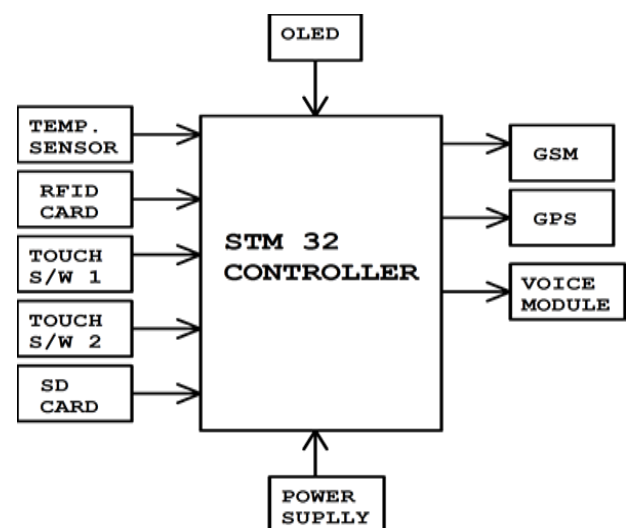 OLED
TEMP.
SENSOR
RFID
CARD
TOUCH
S/W 1
TOUCH
S/W 2
SD
CARD
STM 32
CONTROLLER
GSM
GPS
VOICE
MODULE
POWER
SUPLLY